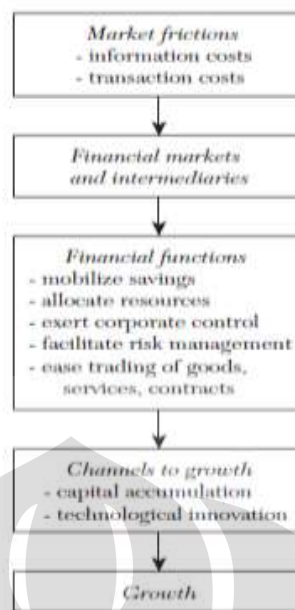 Market frictions
- information costs
- transaction costs
Financial markets
and intermediaries
Financial functions
- mobilize savings
- allocate resources
- exert corporate control
- facilitate risk management
- ease trading of goods,
services, contracts
Channels to growth
- capital accumulation
- technological innovation
Growth